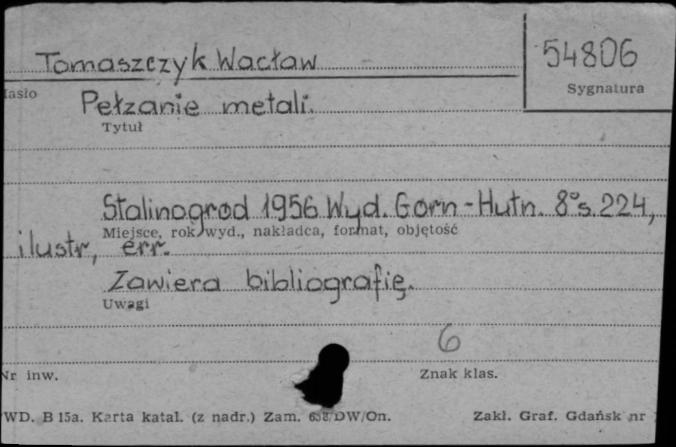 Tomaszczyk Wacław
54806
Sygnatura
Hasło
Pełzanie metali.
Tytuł
Stalinogrod 1956 Wyd. Gorn-Hutn. 8° s. 224,
Miejsce, rok wyd., nakładca, format, objętość
ilustr, err.
Zawiera bibliografię.
Uwagi
6
Nr inw.
Znak klas.
WD. B 15a. Karta katal. (z nadr.) Zam. 638/DW/On.
Zakł. Graf. Gdańsk nr